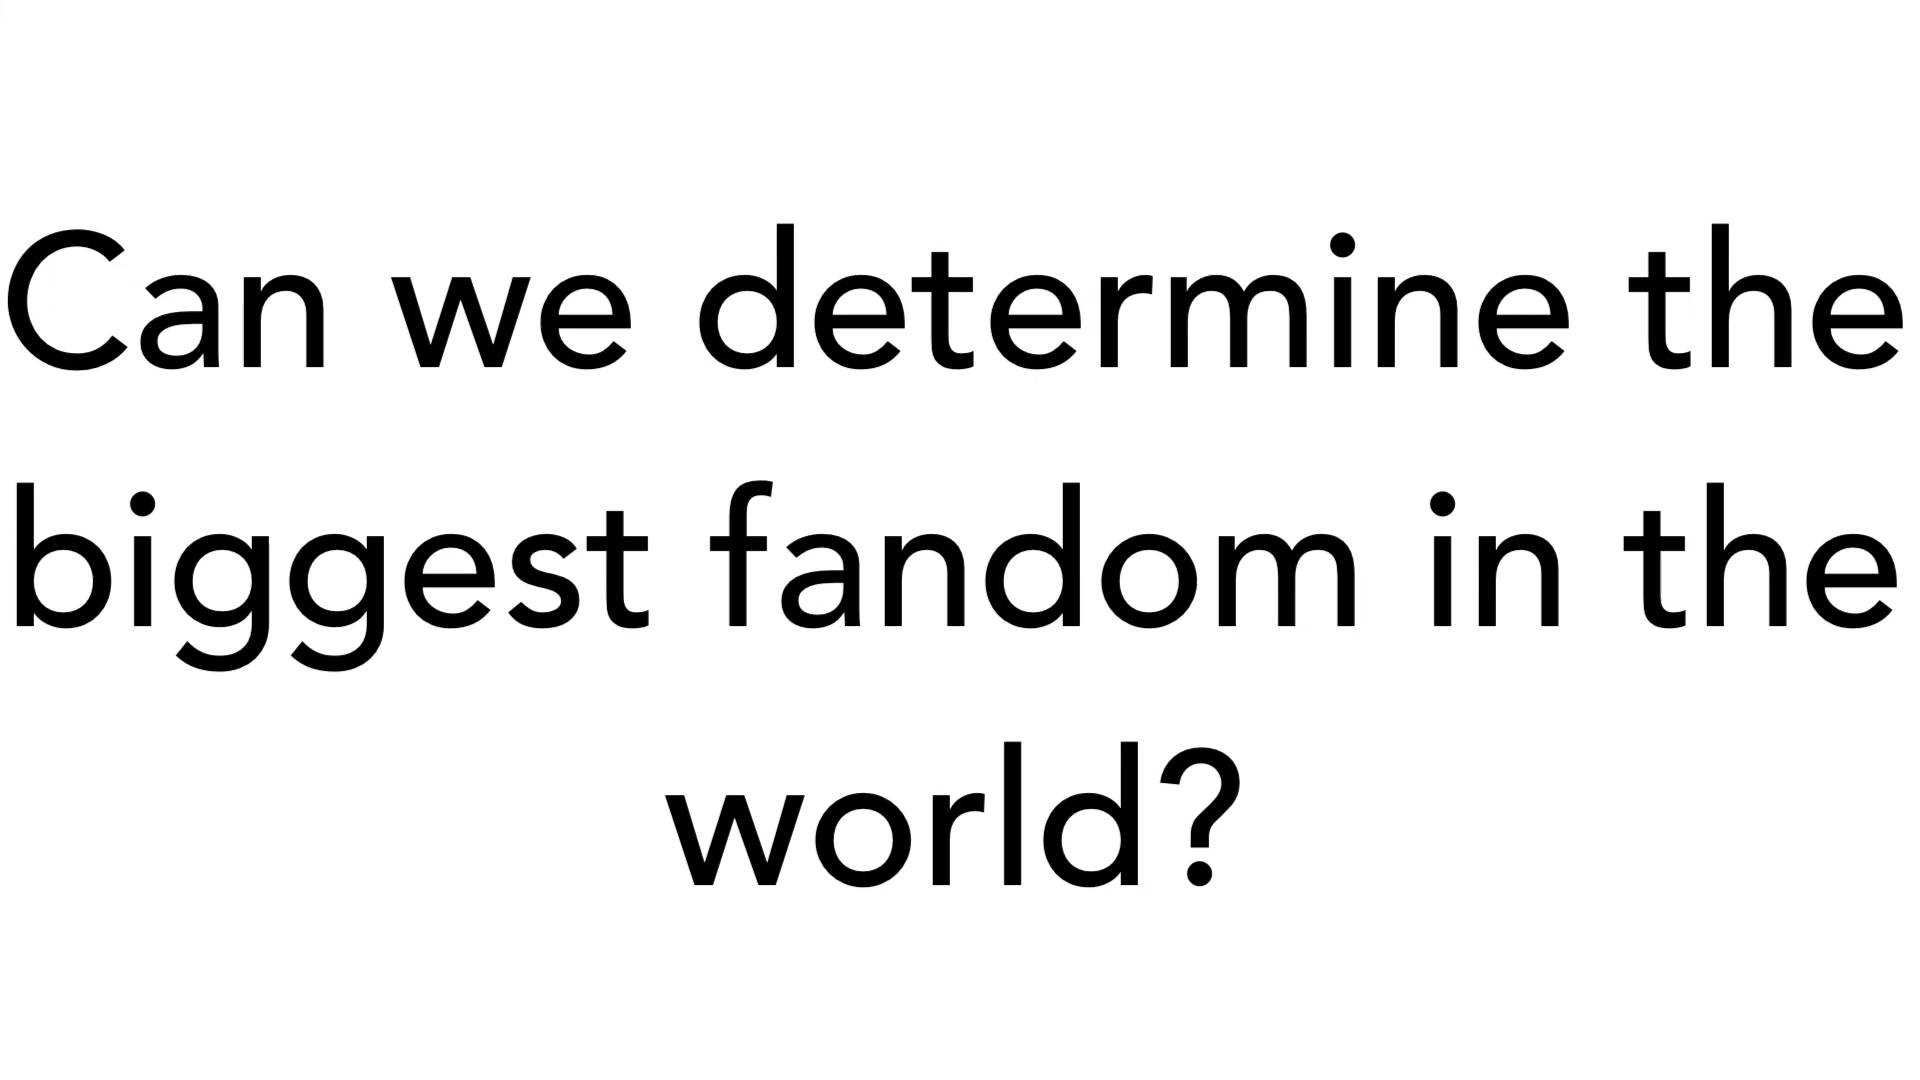 Can we determine the
biggest fandom in the
world?